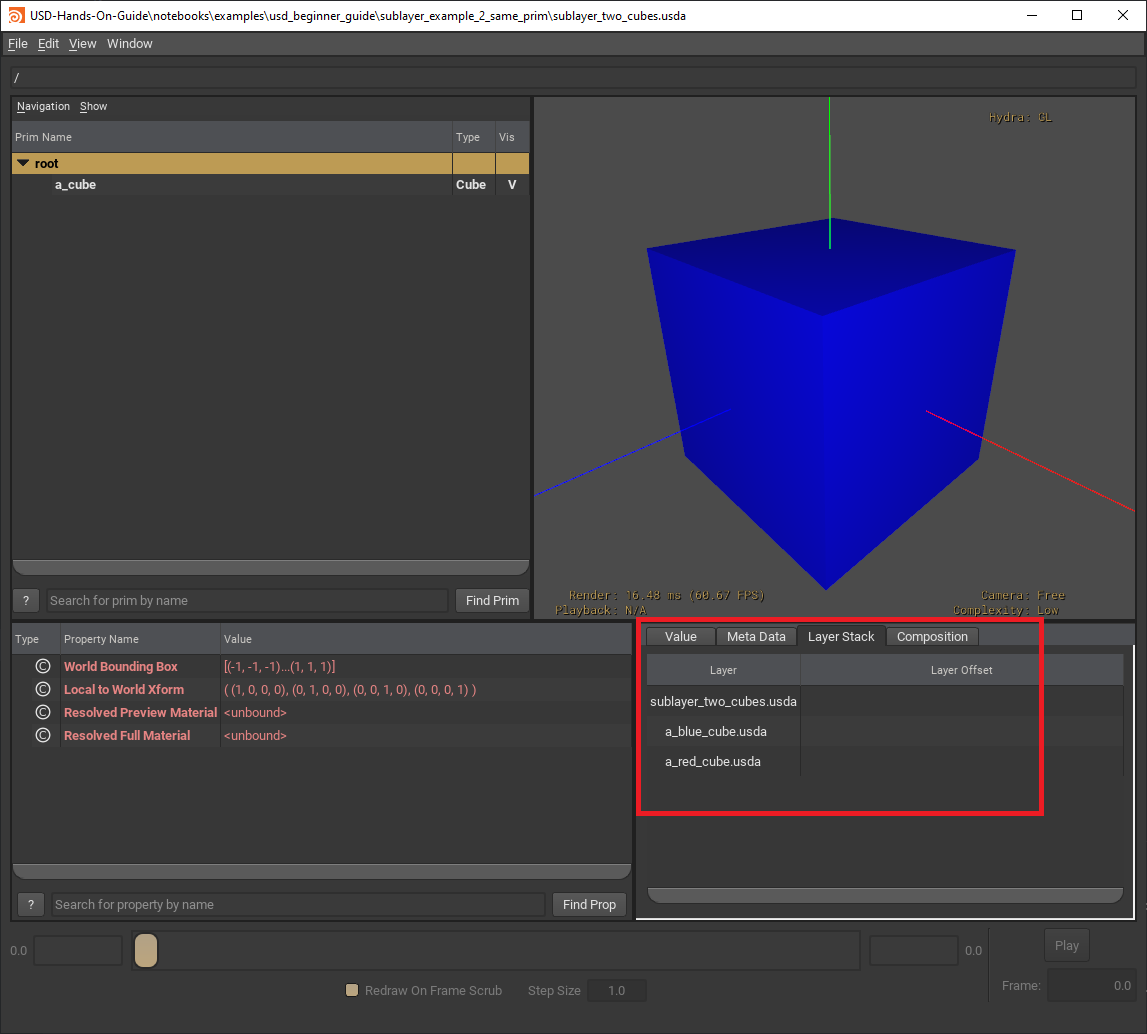 USD-Hands-On-Guide\notebooks\examples\usd_beginner_guide\sublayer_example_2_same_prim\sublayer_two_cubes.usda
File Edit View Window
/
Navigation Show
Prim Name Type Vis
root
a_cube Cube V
Hydra: GL
Render: 16.48 ms (60.67 FPS)
Playback: N/A
Camera: Free
Complexity: Low
? Search for prim by name Find Prim
Type Property Name Value
© World Bounding Box [(-1, -1, -1)...(1, 1, 1)]
© Local to World Xform ( (1, 0, 0, 0), (0, 1, 0, 0), (0, 0, 1, 0), (0, 0, 0, 1) )
© Resolved Preview Material <unbound>
© Resolved Full Material <unbound>
? Search for property by name Find Prop
Value Meta Data Layer Stack Composition
Layer Layer Offset
sublayer_two_cubes.usda
a_blue_cube.usda
a_red_cube.usda
0.0 0.0 Play
Redraw On Frame Scrub Step Size 1.0 Frame: 0.0